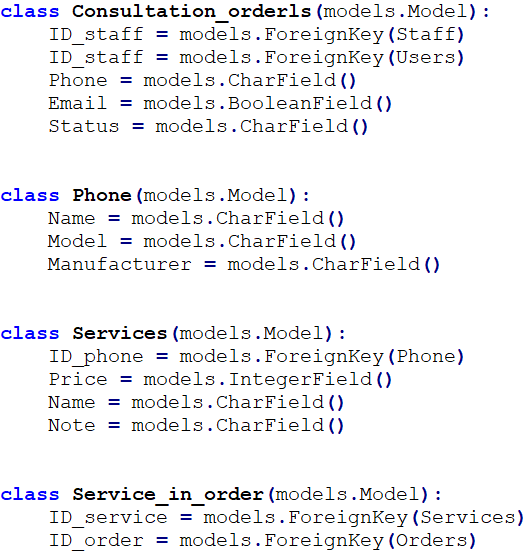 class Consultation_orderls(models.Model):
    ID_staff = models.ForeignKey(Staff)
    ID_staff = models.ForeignKey(Users)
    Phone = models.CharField()
    Email = models.BooleanField()
    Status = models.CharField()

class Phone(models.Model):
    Name = models.CharField()
    Model = models.CharField()
    Manufacturer = models.CharField()

class Services(models.Model):
    ID_phone = models.ForeignKey(Phone)
    Price = models.IntegerField()
    Name = models.CharField()
    Note = models.CharField()

class Service_in_order(models.Model):
    ID_service = models.ForeignKey(Services)
    ID_order = models.ForeignKey(Orders)